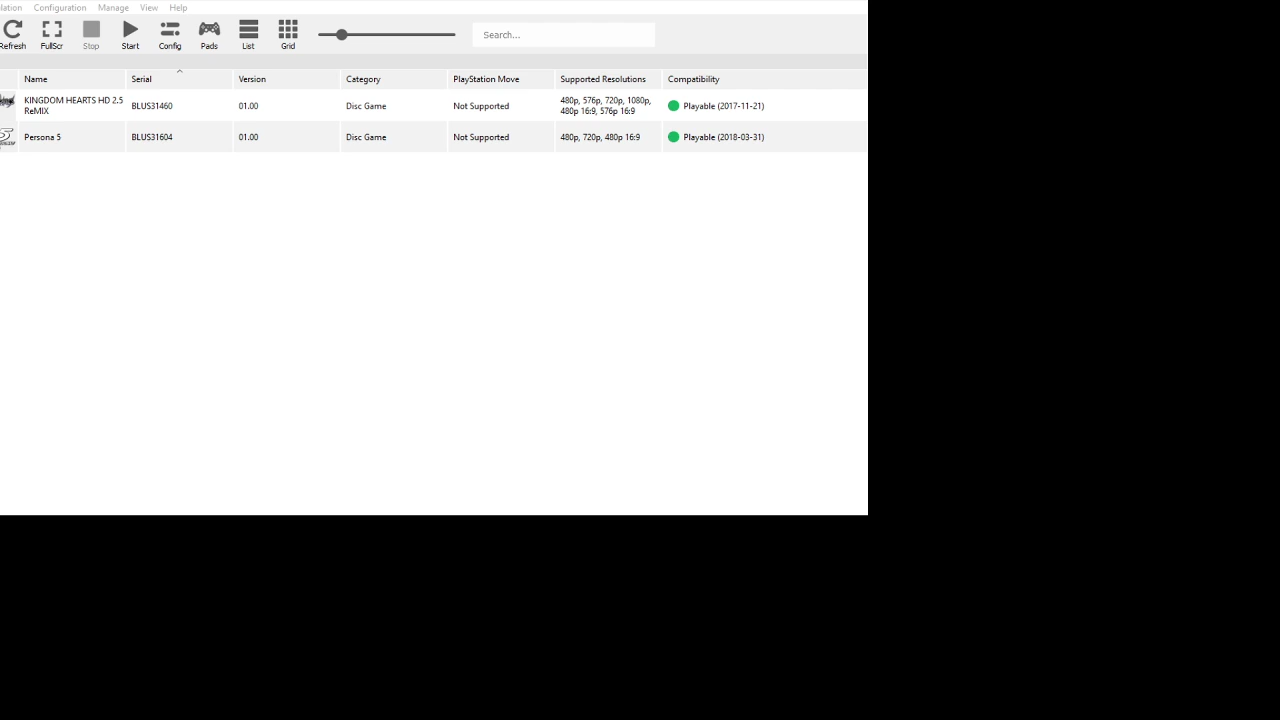 lation Configuration Manage View Help
Refresh FullScr Stop Start Config Pads List Grid Search...
Name Serial Version Category PlayStation Move Supported Resolutions Compatibility
KINGDOM HEARTS HD 2.5 ReMIX BLUS31460 01.00 Disc Game Not Supported 480p, 576p, 720p, 1080p, 480p 16:9, 576p 16:9 Playable (2017-11-21)
Persona 5 BLUS31604 01.00 Disc Game Not Supported 480p, 720p, 480p 16:9 Playable (2018-03-31)